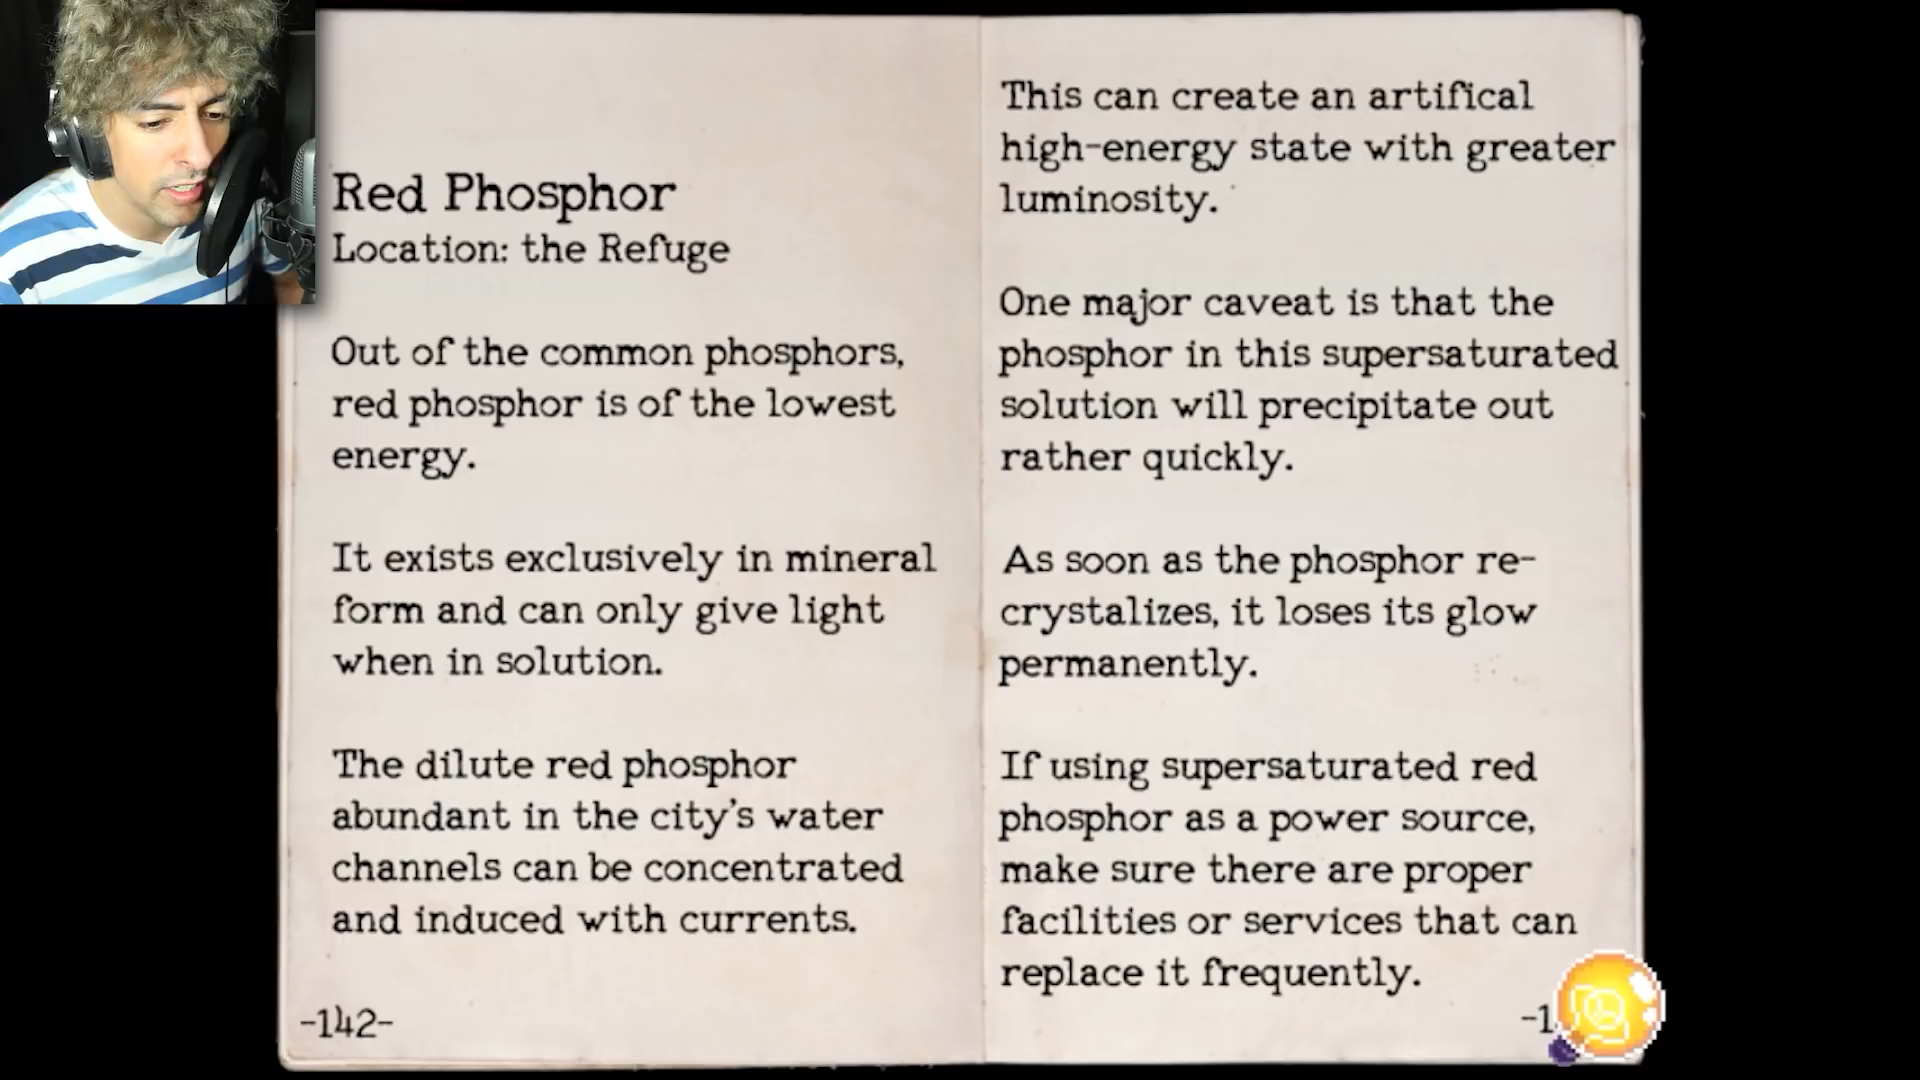 Red Phosphor
Location: the Refuge
Out of the common phosphors,
red phosphor is of the lowest
energy.
It exists exclusively in mineral
form and can only give light
when in solution.
The dilute red phosphor
abundant in the city's water
channels can be concentrated
and induced with currents.
-142-
This can create an artifical
high-energy state with greater
luminosity.
One major caveat is that the
phosphor in this supersaturated
solution will precipitate out
rather quickly.
As soon as the phosphor re-
crystalizes, it loses its glow
permanently.
If using supersaturated red
phosphor as a power source,
make sure there are proper
facilities or services that can
replace it frequently.